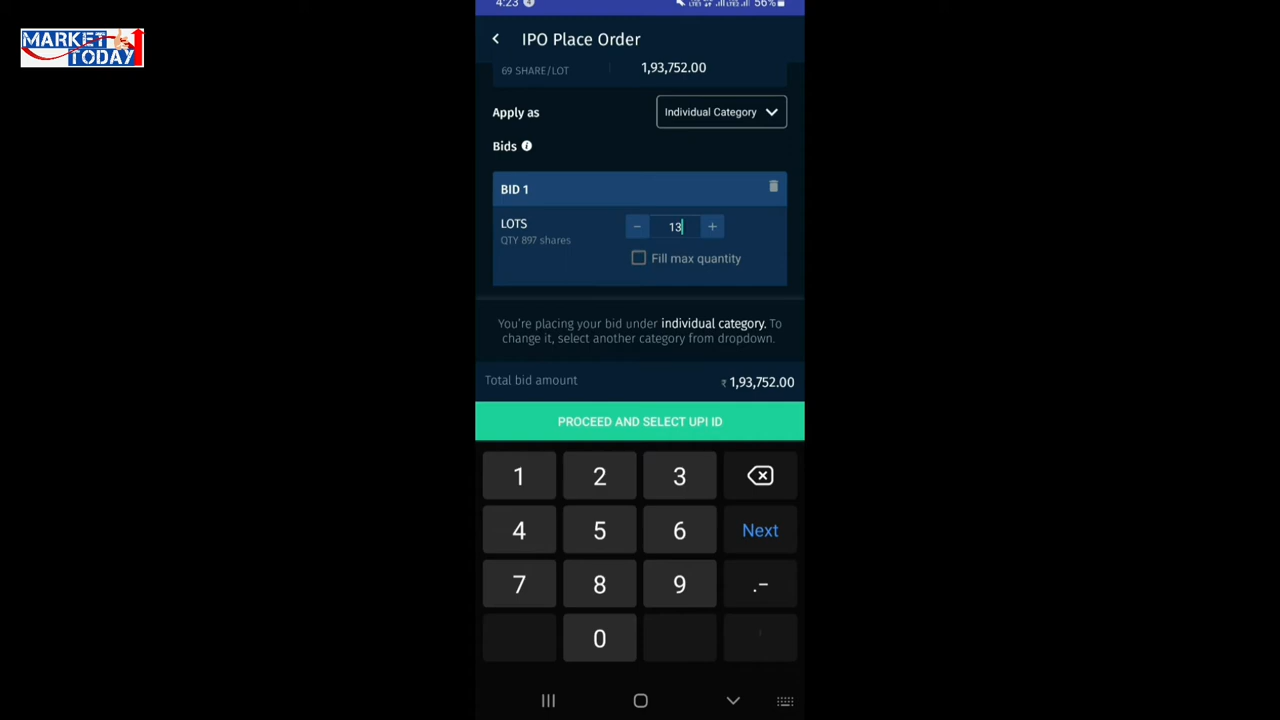 MARKET
TODAY
4:23 4 56%
IPO Place Order
69 SHARE/LOT 1,93,752.00
Apply as Individual Category
Bids
BID 1
LOTS - 13 +
QTY 897 shares
Fill max quantity
You're placing your bid under individual category. To
change it, select another category from dropdown.
Total bid amount ₹ 1,93,752.00
PROCEED AND SELECT UPI ID
1 2 3
4 5 6 Next
7 8 9 .-
0